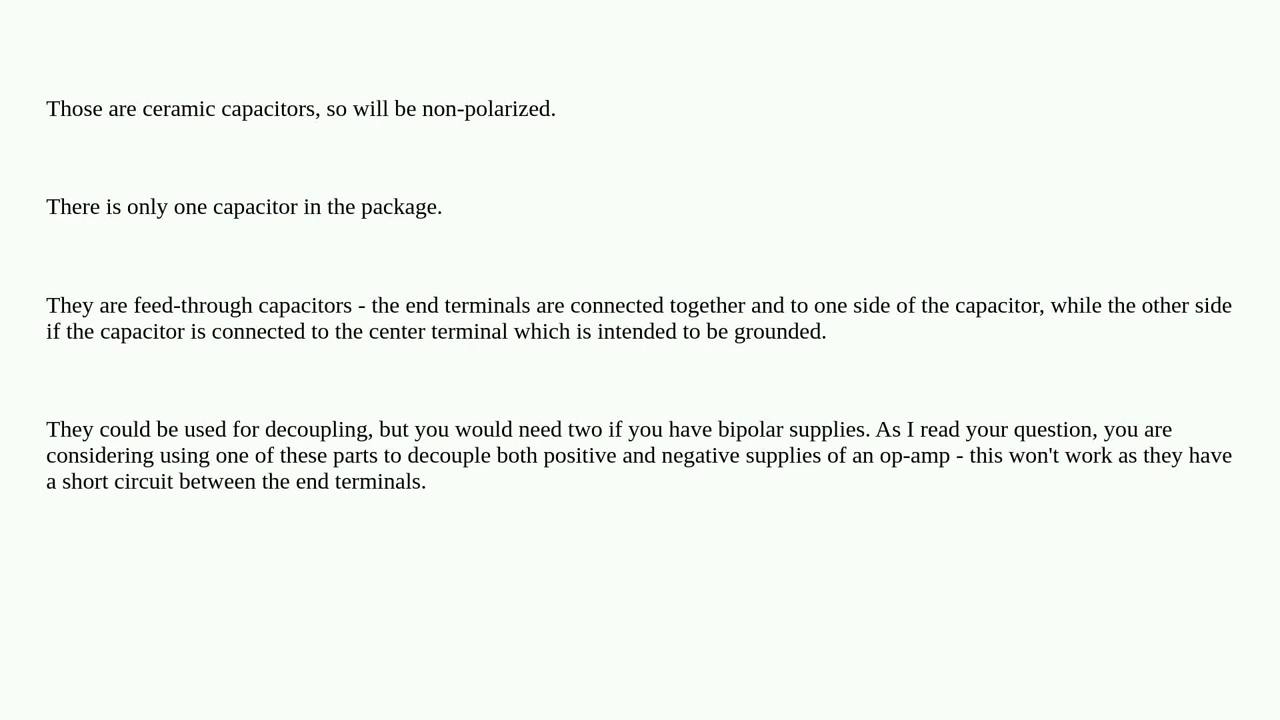 Those are ceramic capacitors, so will be non-polarized.
There is only one capacitor in the package.
They are feed-through capacitors - the end terminals are connected together and to one side of the capacitor, while the other side
if the capacitor is connected to the center terminal which is intended to be grounded.
They could be used for decoupling, but you would need two if you have bipolar supplies. As I read your question, you are
considering using one of these parts to decouple both positive and negative supplies of an op-amp - this won't work as they have
a short circuit between the end terminals.